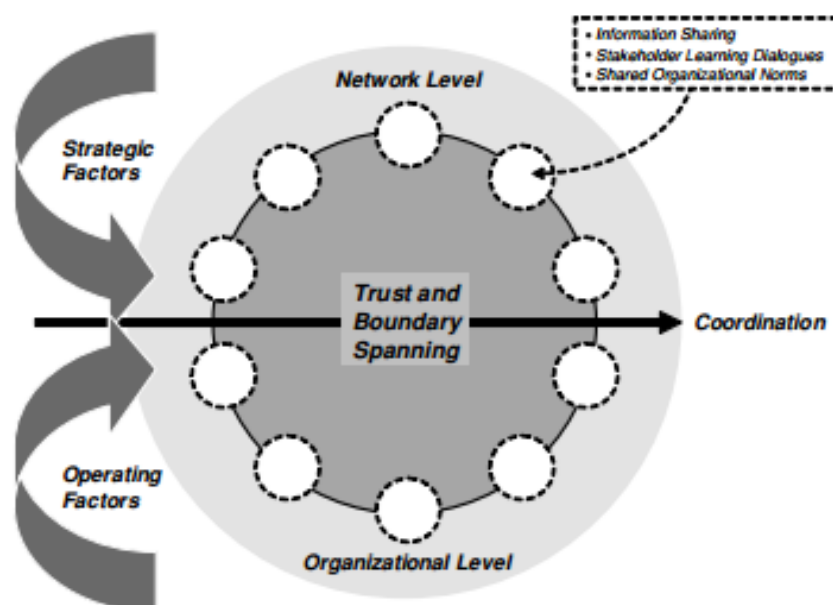 • Information Sharing
• Stakeholder Learning Dialogues
• Shared Organizational Norms
Network Level
Strategic
Factors
Trust and
Boundary
Spanning
Coordination
Operating
Factors
Organizational Level